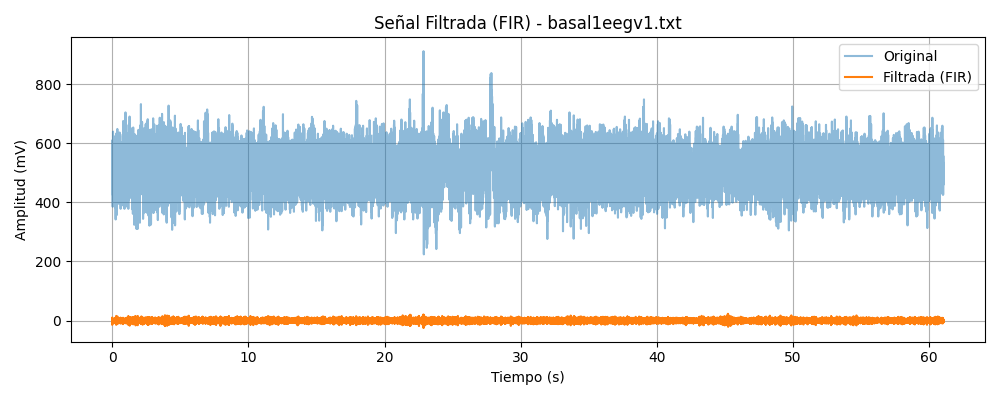 Señal Filtrada (FIR) - basal1eegv1.txt
Original
Filtrada (FIR)
Amplitud (mV)
800
600
400
200
0
0 10 20 30 40 50 60
Tiempo (s)